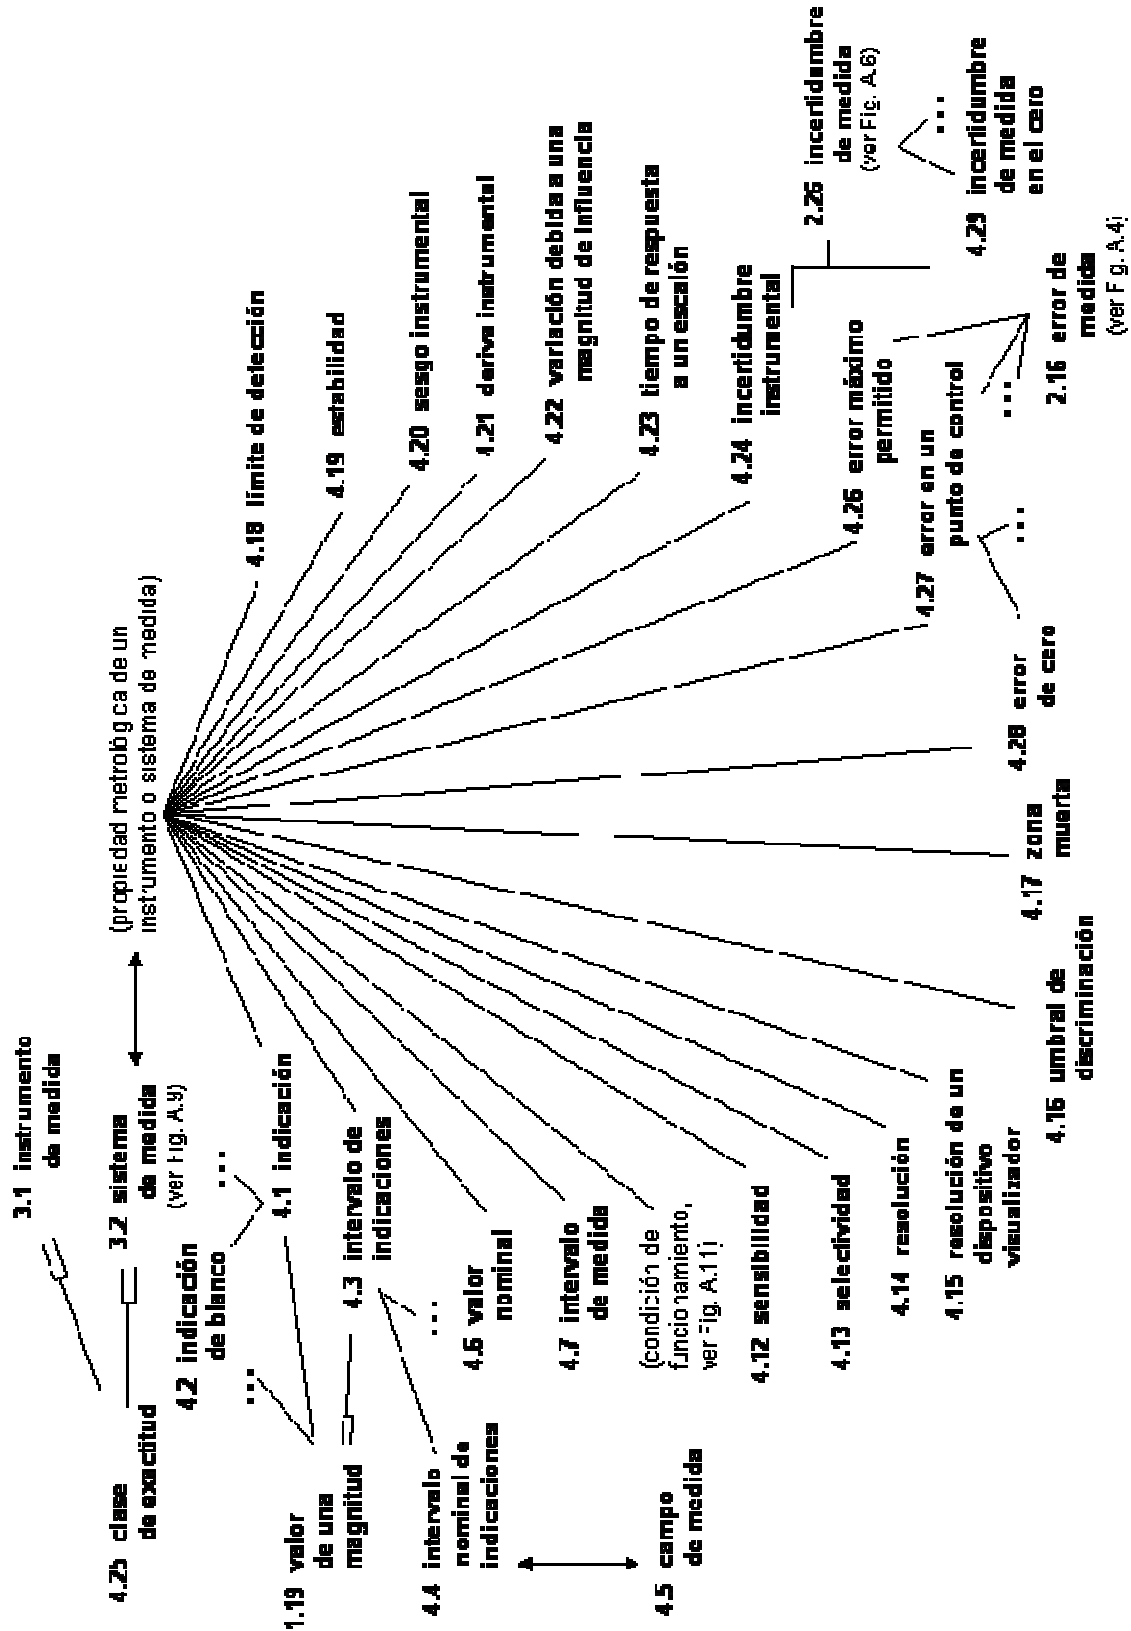 3.1 instrumento
de medida
4.25 clase
de exactitud
3.2 sistema
de medida
(ver Fig. A.9)
(propiedad metrológica de un
instrumento o sistema de medida)
4.2 indicación
de blanco
...
...
4.1 indicación
1.19 valor
de una
magnitud
4.3 intervalo de
indicaciones
4.4 intervalo
nominal de
indicaciones
...
4.5 campo
de medida
4.6 valor
nominal
4.7 intervalo
de medida
(condición de
funcionamiento,
ver Fig. A.11)
4.12 sensibilidad
4.13 selectividad
4.14 resolución
4.15 resolución de un
dispositivo
visualizador
4.16 umbral de
discriminación
4.17 zona
muerta
4.28 error
de cero
...
4.27 error en un
punto de control
...
4.26 error máximo
permitido
2.16 error de
medida
(ver Fig. A.4)
4.24 incertidumbre
instrumental
2.26 incertidumbre
de medida
(ver Fig. A.6)
...
4.29 incertidumbre
de medida
en el cero
4.23 tiempo de respuesta
a un escalón
4.22 variación debida a una
magnitud de influencia
4.21 deriva instrumental
4.20 sesgo instrumental
4.19 estabilidad
4.18 límite de detección